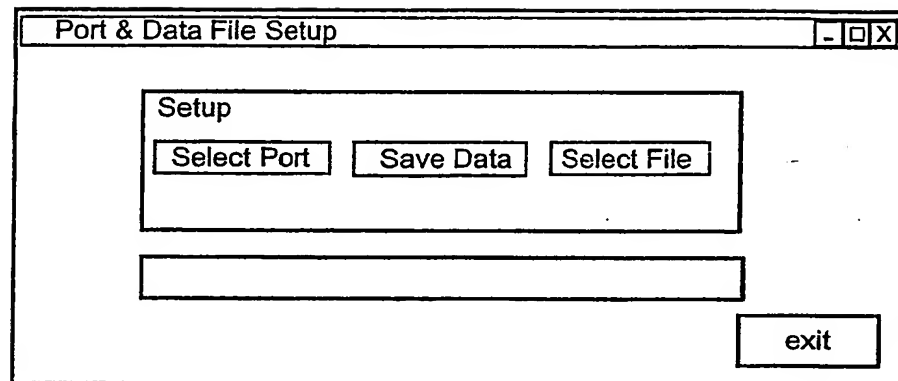 Port & Data File Setup
Setup
Select Port Save Data Select File
exit